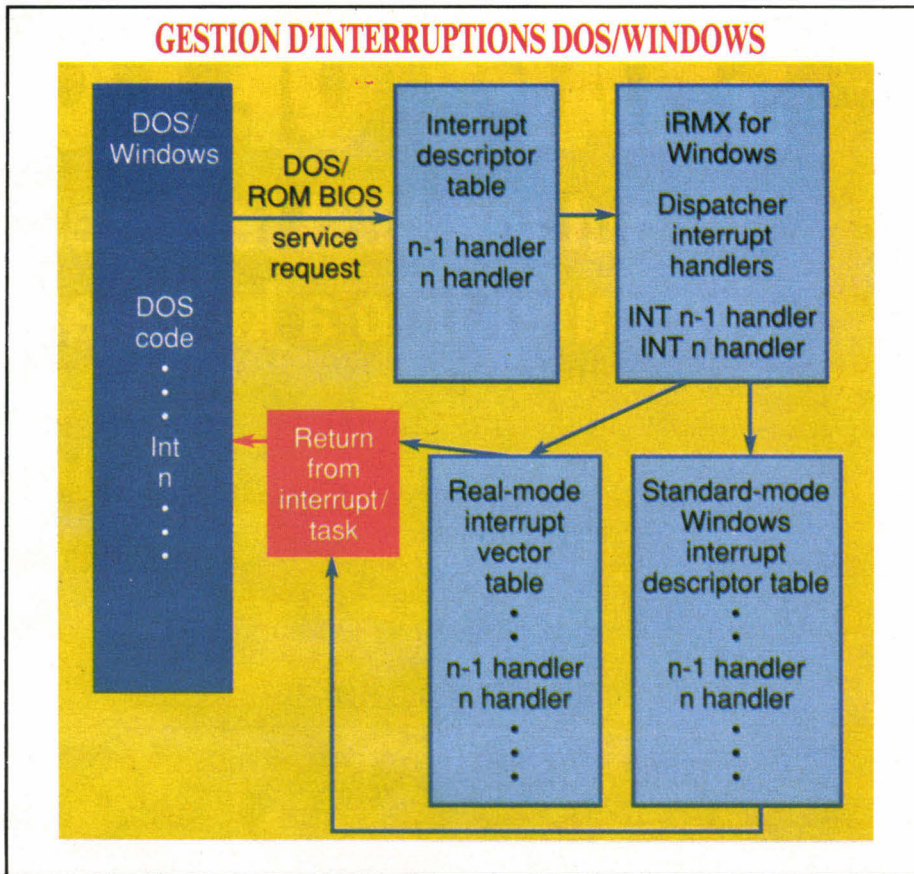 GESTION D'INTERRUPTIONS DOS/WINDOWS
DOS/
Windows
DOS
code
•
•
•
Int
n
•
•
•
DOS/
ROM BIOS
service
request
Interrupt
descriptor
table
n-1 handler
n handler
iRMX for
Windows
Dispatcher
interrupt
handlers
INT n-1 handler
INT n handler
Return
from
interrupt/
task
Real-mode
interrupt
vector
table
•
•
n-1 handler
n handler
•
•
•
Standard-mode
Windows
interrupt
descriptor table
•
•
n-1 handler
n handler
•
•
•